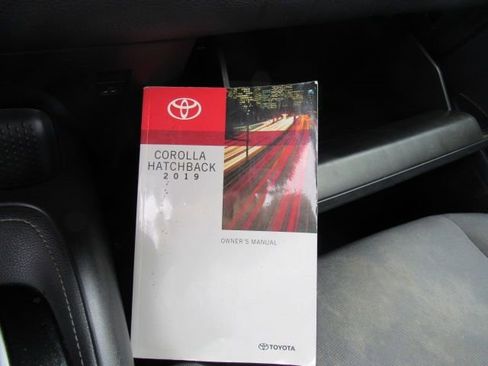 COROLLA
HATCHBACK
2019
OWNER'S MANUAL
TOYOTA